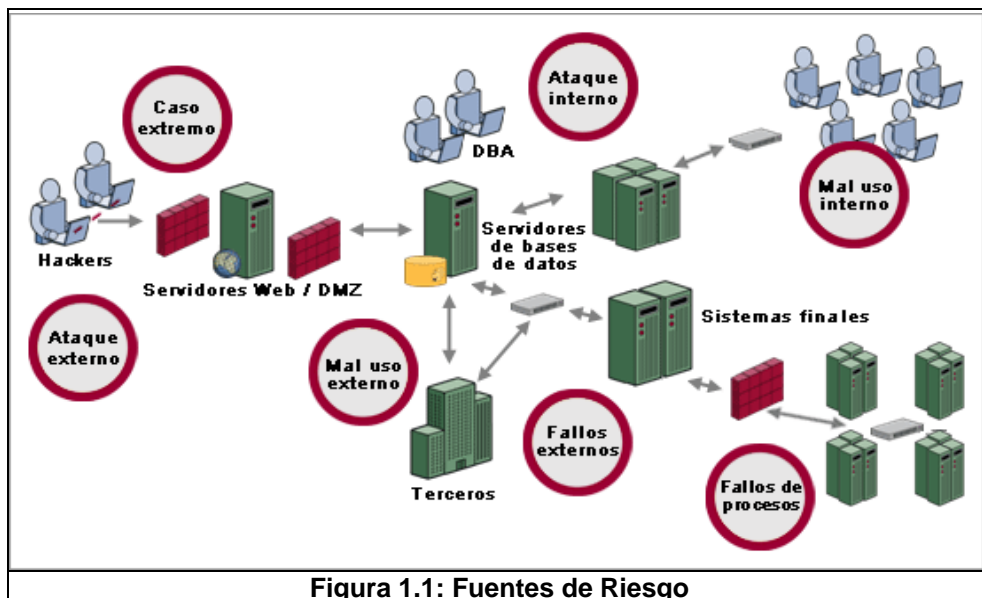 Caso
extremo
Ataque
interno
DBA
Mal uso
interno
Hackers
Servidores Web / DMZ
Servidores
de bases
de datos
Ataque
externo
Mal uso
externo
Sistemas finales
Fallos
externos
Terceros
Fallos de
procesos
Figura 1.1: Fuentes de Riesgo